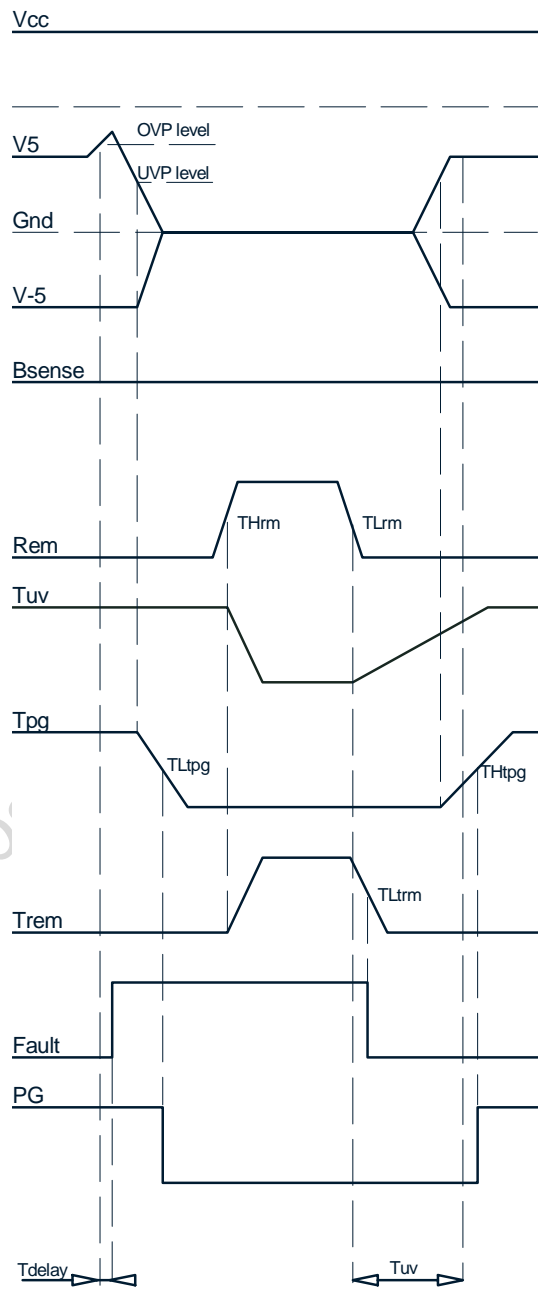 Vcc
OVP level
V5
UVP level
Gnd
V-5
Bsense
THrm
TLrm
Rem
Tuv
Tpg
TLtpg
THtpg
TLtrm
Trem
Fault
PG
Tdelay
Tuv